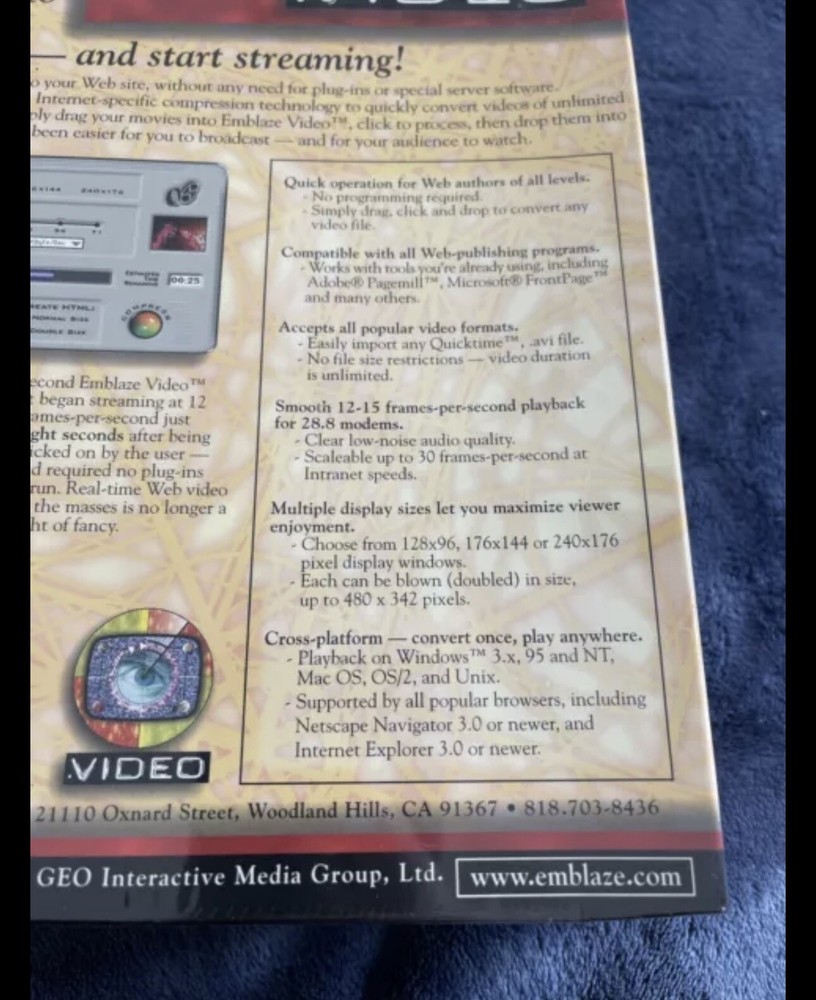 — and start streaming!
o your Web site, without any need for plug-ins or special server software.
Internet-specific compression technology to quickly convert videos of unlimited
ply drag your movies into Emblaze Video™, click to process, then drop them into
been easier for you to broadcast — and for your audience to watch.
240x176
00:25
CREATE HTML:
NORMAL SIZE
DOUBLE SIZE
COMPRESS
econd Emblaze Video™
began streaming at 12
ames-per-second just
ght seconds after being
icked on by the user —
d required no plug-ins
run. Real-time Web video
the masses is no longer a
ht of fancy.
Quick operation for Web authors of all levels.
- No programming required.
- Simply drag, click and drop to convert any
video file.
Compatible with all Web-publishing programs.
- Works with tools you're already using, including
Adobe® Pagemill™, Microsoft® FrontPage™
and many others.
Accepts all popular video formats.
- Easily import any Quicktime™, .avi file.
- No file size restrictions — video duration
is unlimited.
Smooth 12-15 frames-per-second playback
for 28.8 modems.
- Clear low-noise audio quality.
- Scaleable up to 30 frames-per-second at
Intranet speeds.
Multiple display sizes let you maximize viewer
enjoyment.
- Choose from 128x96, 176x144 or 240x176
pixel display windows.
- Each can be blown (doubled) in size,
up to 480 x 342 pixels.
Cross-platform — convert once, play anywhere.
- Playback on Windows™ 3.x, 95 and NT,
Mac OS, OS/2, and Unix.
- Supported by all popular browsers, including
Netscape Navigator 3.0 or newer, and
Internet Explorer 3.0 or newer.
VIDEO
21110 Oxnard Street, Woodland Hills, CA 91367 • 818.703-8436
GEO Interactive Media Group, Ltd. www.emblaze.com